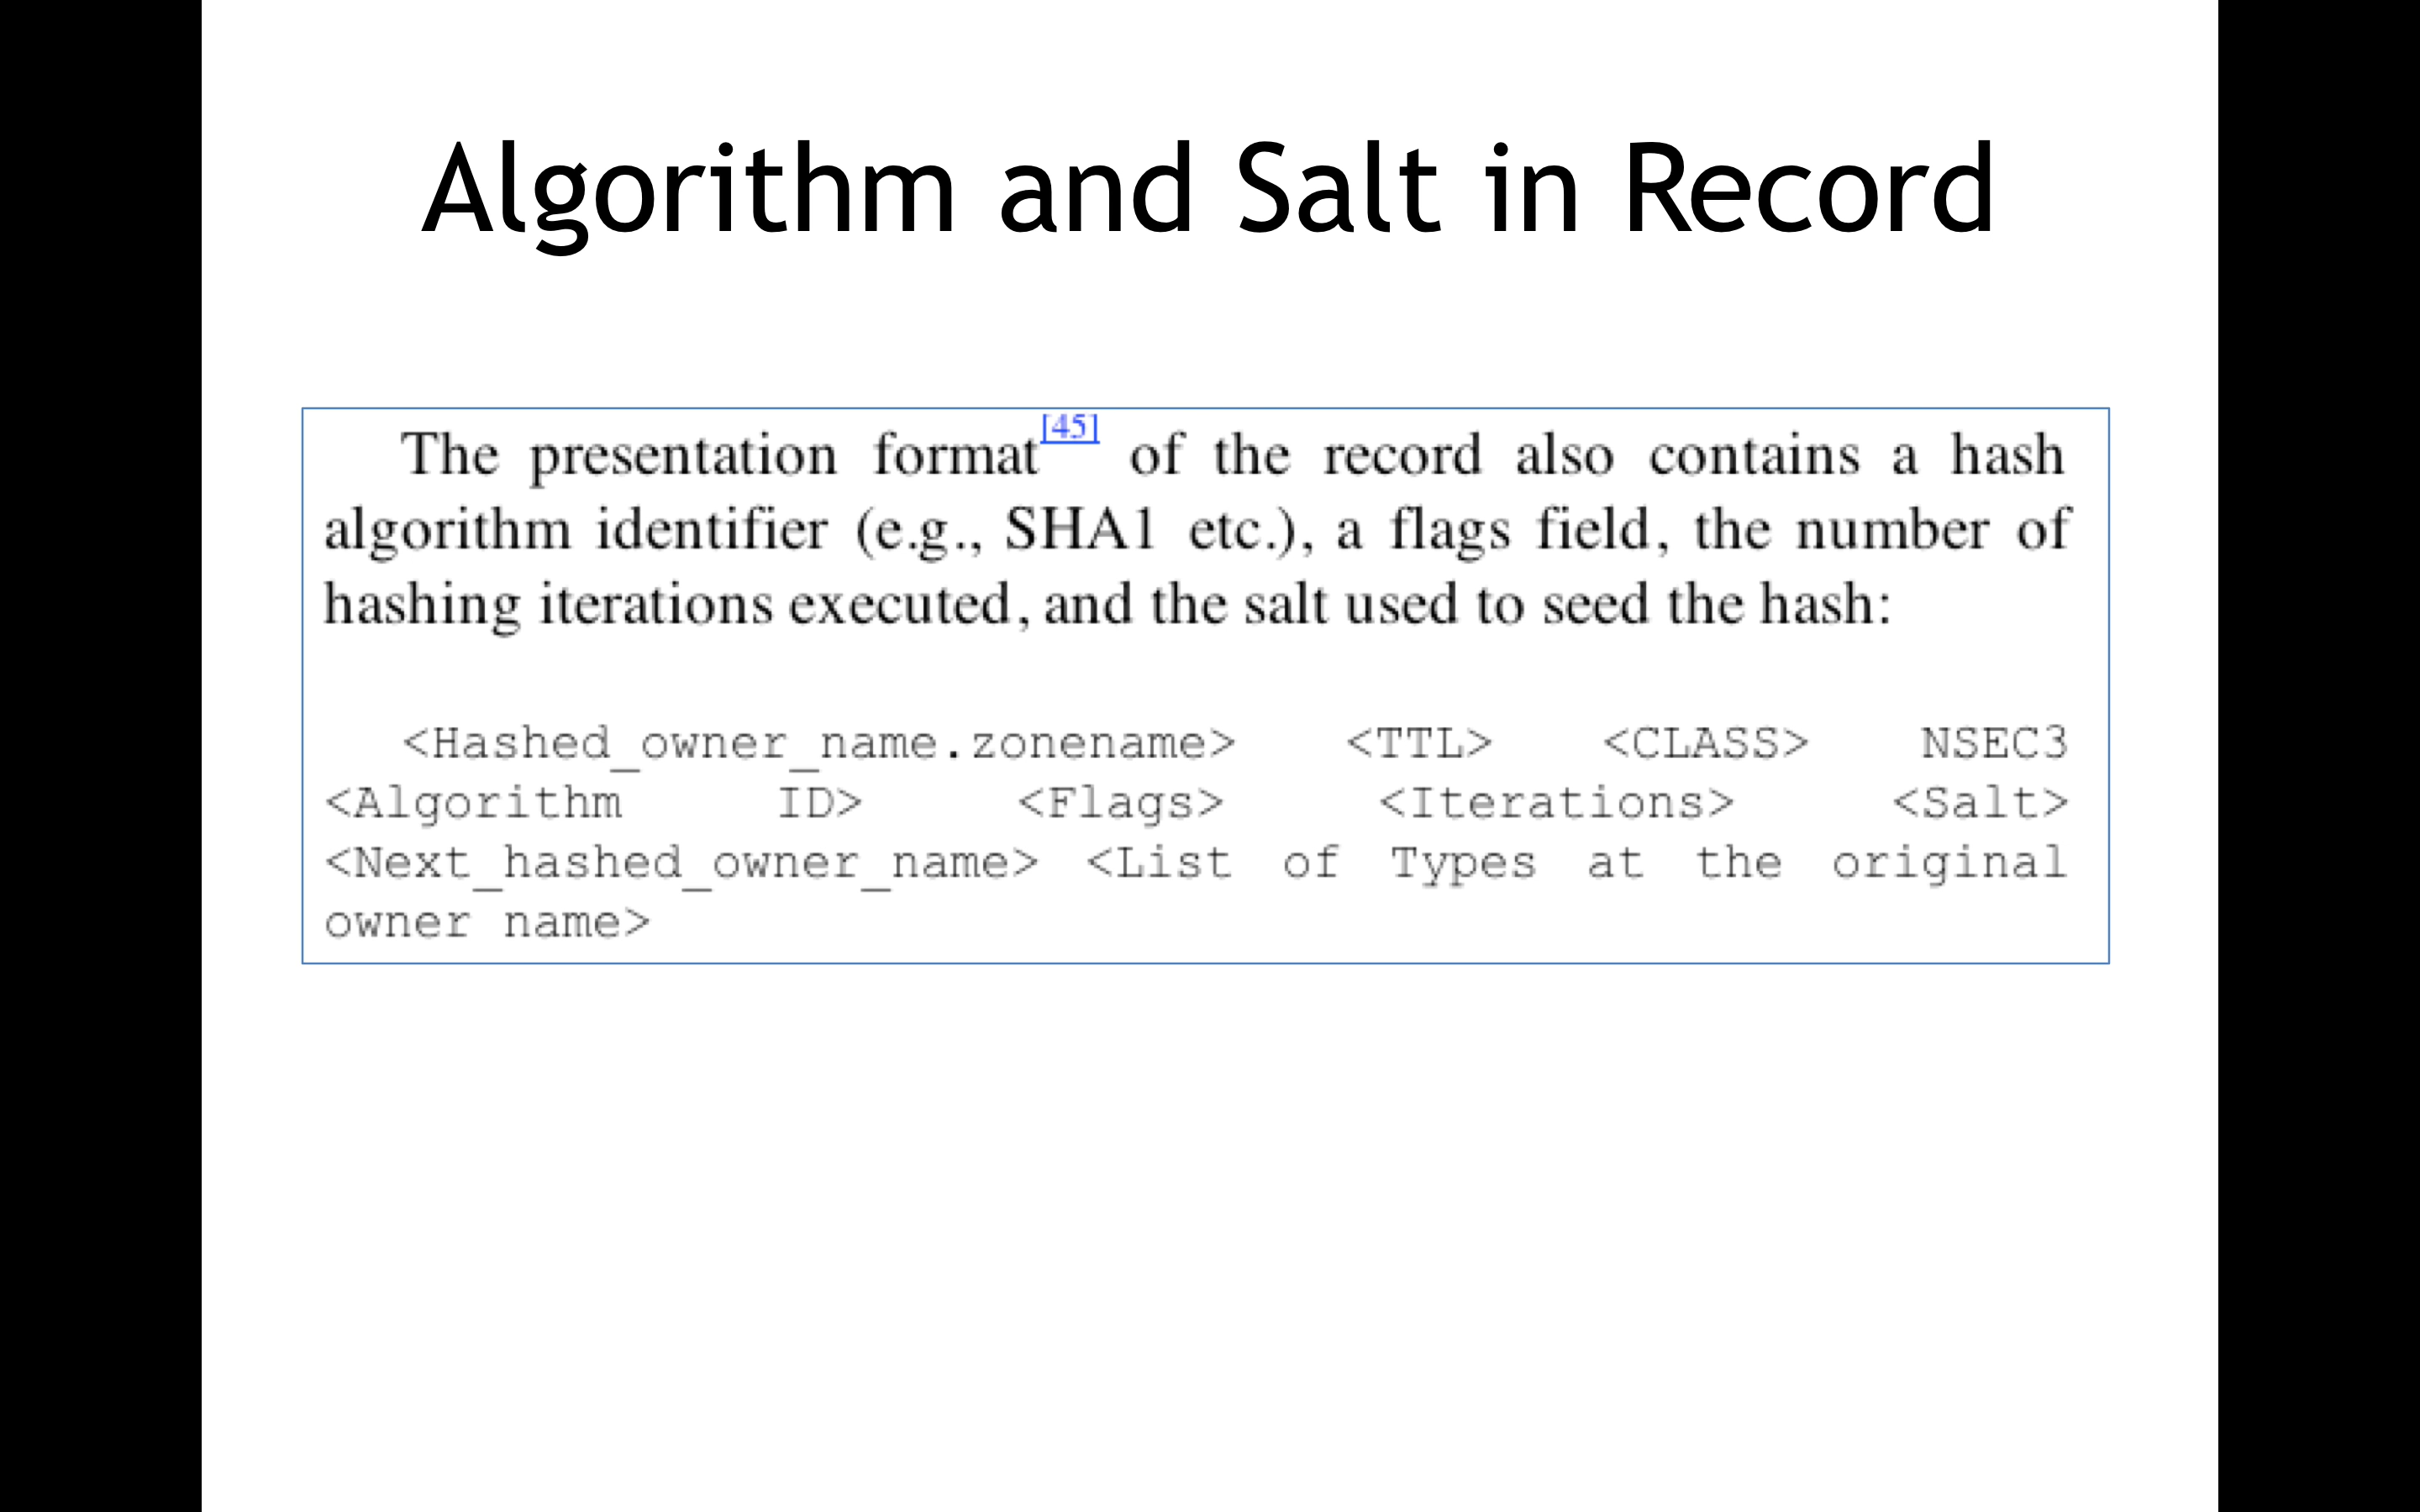 Algorithm and Salt in Record
The presentation format[45] of the record also contains a hash
algorithm identifier (e.g., SHA1 etc.), a flags field, the number of
hashing iterations executed, and the salt used to seed the hash:
<Hashed_owner_name.zonename> <TTL> <CLASS> NSEC3
<Algorithm ID> <Flags> <Iterations> <Salt>
<Next_hashed_owner_name> <List of Types at the original
owner name>